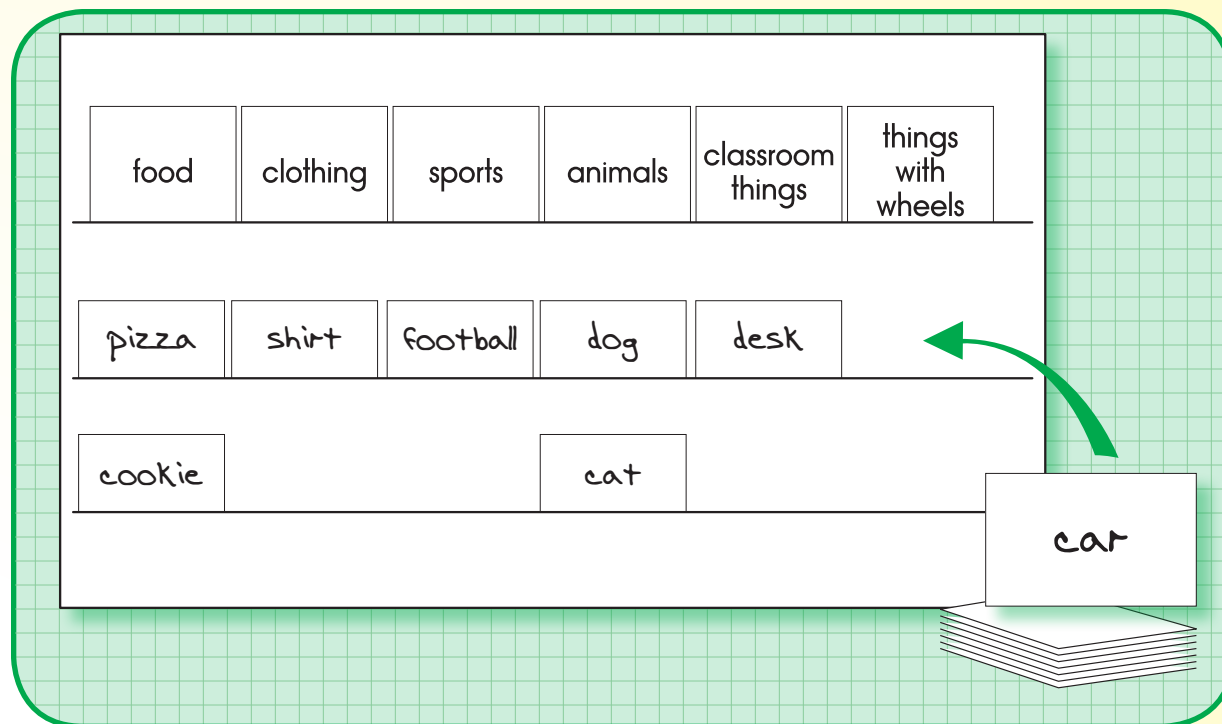 food
clothing
sports
animals
classroom
things
things
with
wheels
pizza
shirt
football
dog
desk
cookie
cat
car